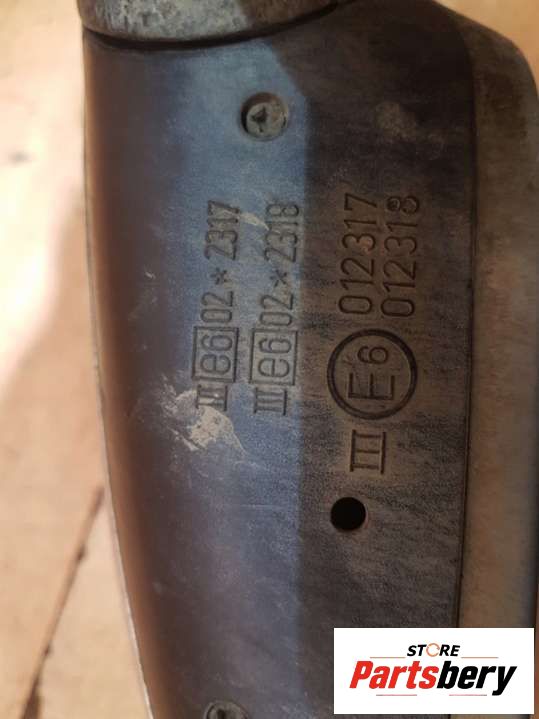 III e6 02* 2317
III e6 02* 2318
III E6 012317
012318
STORE
Partsbery